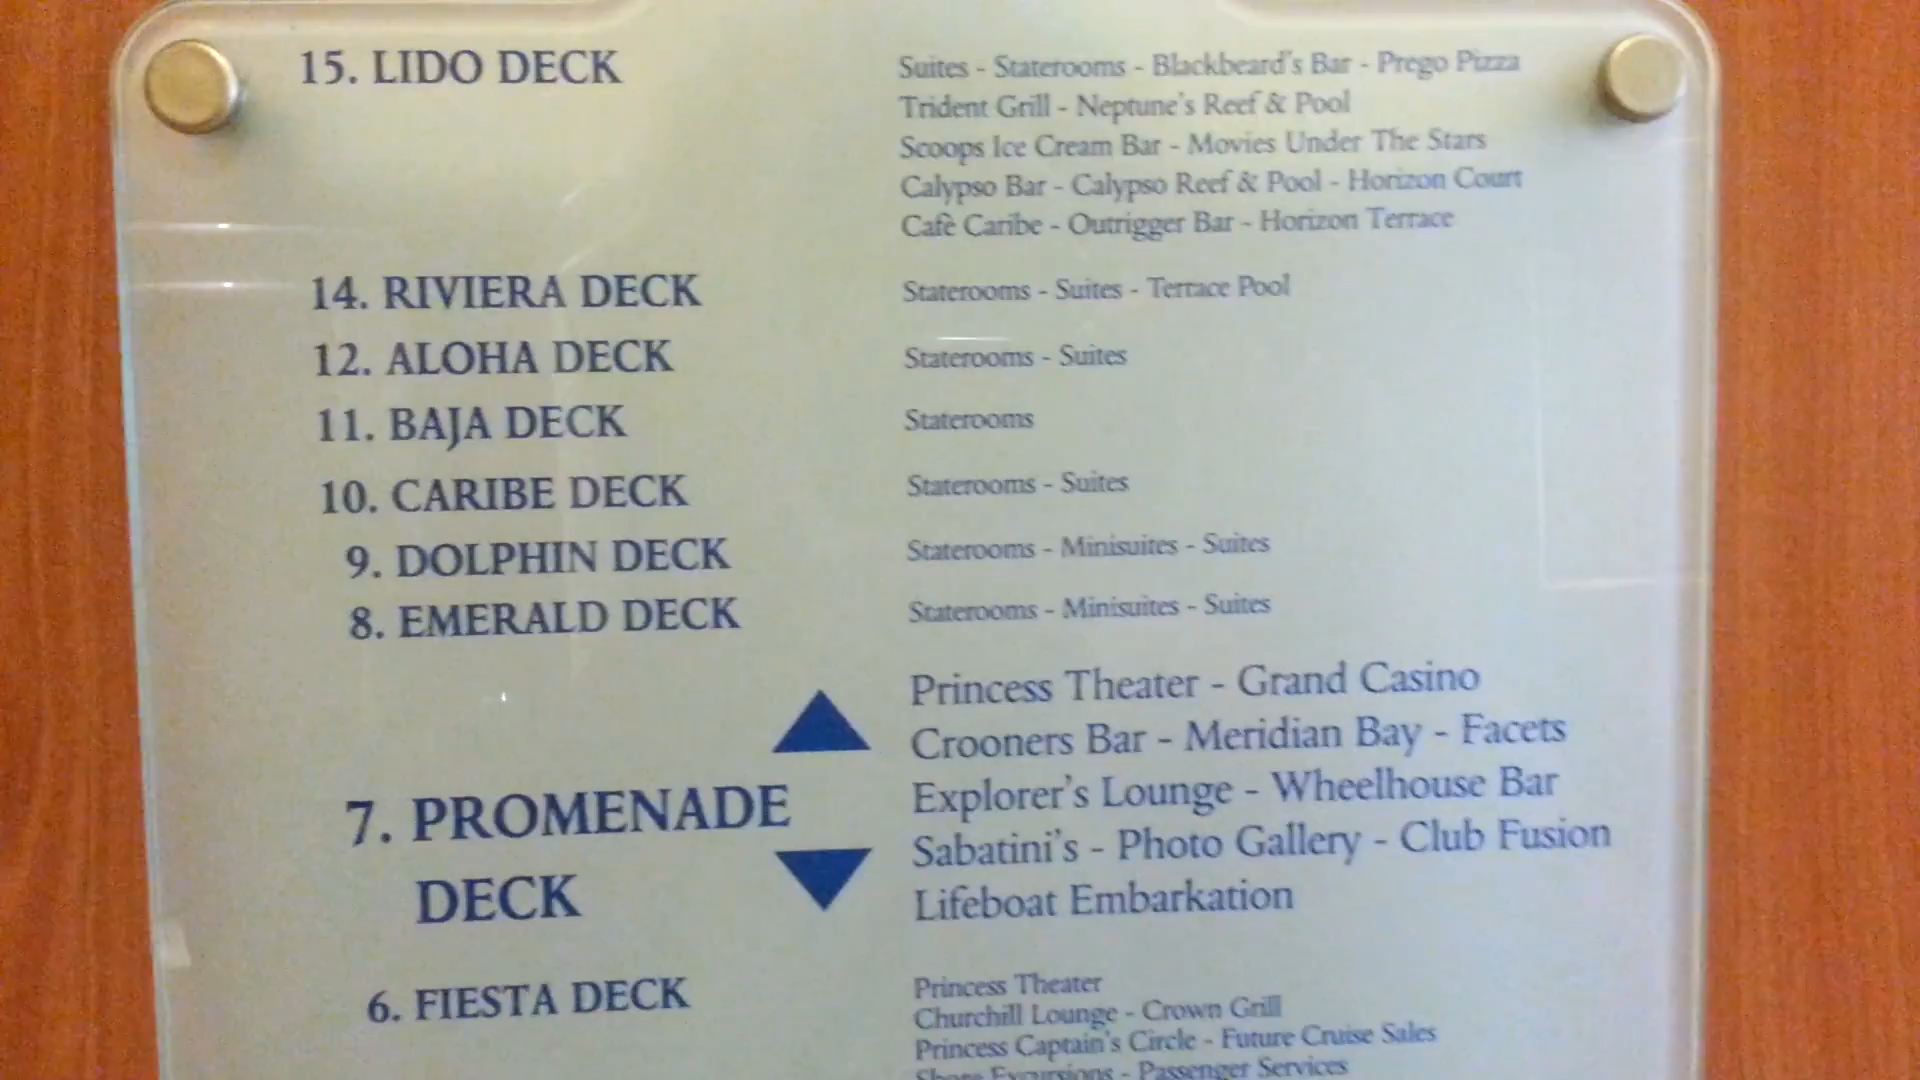 15. LIDO DECK
Suites - Staterooms - Blackbeard's Bar - Prego Pizza
Trident Grill - Neptune's Reef & Pool
Scoops Ice Cream Bar - Movies Under The Stars
Calypso Bar - Calypso Reef & Pool - Horizon Court
Cafè Caribe - Outrigger Bar - Horizon Terrace
14. RIVIERA DECK
Staterooms - Suites - Terrace Pool
12. ALOHA DECK
Staterooms - Suites
11. BAJA DECK
Staterooms
10. CARIBE DECK
Staterooms - Suites
9. DOLPHIN DECK
Staterooms - Minisuites - Suites
8. EMERALD DECK
Staterooms - Minisuites - Suites
7. PROMENADE
DECK
Princess Theater - Grand Casino
Crooners Bar - Meridian Bay - Facets
Explorer's Lounge - Wheelhouse Bar
Sabatini's - Photo Gallery - Club Fusion
Lifeboat Embarkation
6. FIESTA DECK
Princess Theater
Churchill Lounge - Crown Grill
Princess Captain's Circle - Future Cruise Sales
Shore Excursions - Passenger Services